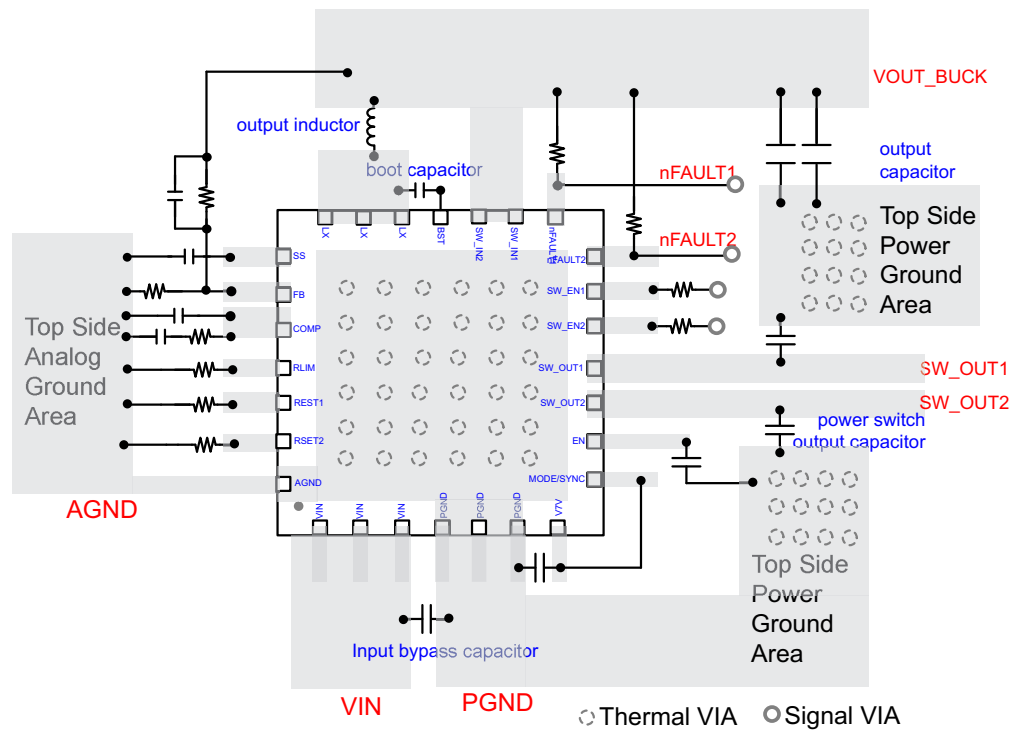 VOUT_BUCK
output inductor
boot capacitor
nFAULT1
output
capacitor
nFAULT2
Top Side
Power
Ground
Area
LX
LX
LX
BST
SW_IN2
SW_IN1
nFAULT1
SS
FB
COMP
RLIM
REST1
RSET2
AGND
nFAULT2
SW_EN1
SW_EN2
SW_OUT1
SW_OUT2
EN
MODE/SYNC
VIN
VIN
VIN
PGND
PGND
PGND
V7V
Top Side
Analog
Ground
Area
AGND
SW_OUT1
SW_OUT2
power switch
output capacitor
Top Side
Power
Ground
Area
Input bypass capacitor
VIN
PGND
Thermal VIA
Signal VIA